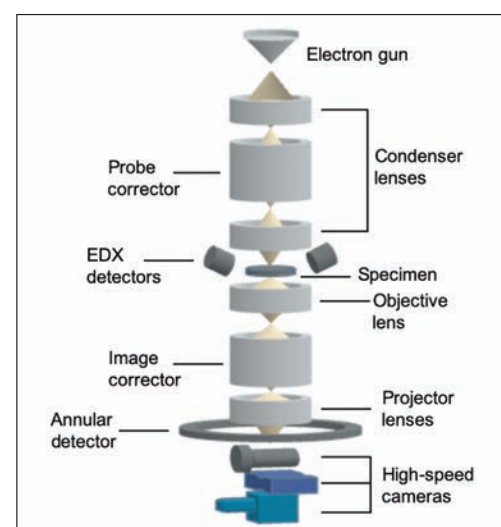 Electron gun
Condenser
lenses
Probe
corrector
EDX
detectors
Specimen
Objective
lens
Image
corrector
Projector
lenses
Annular
detector
High-speed
cameras